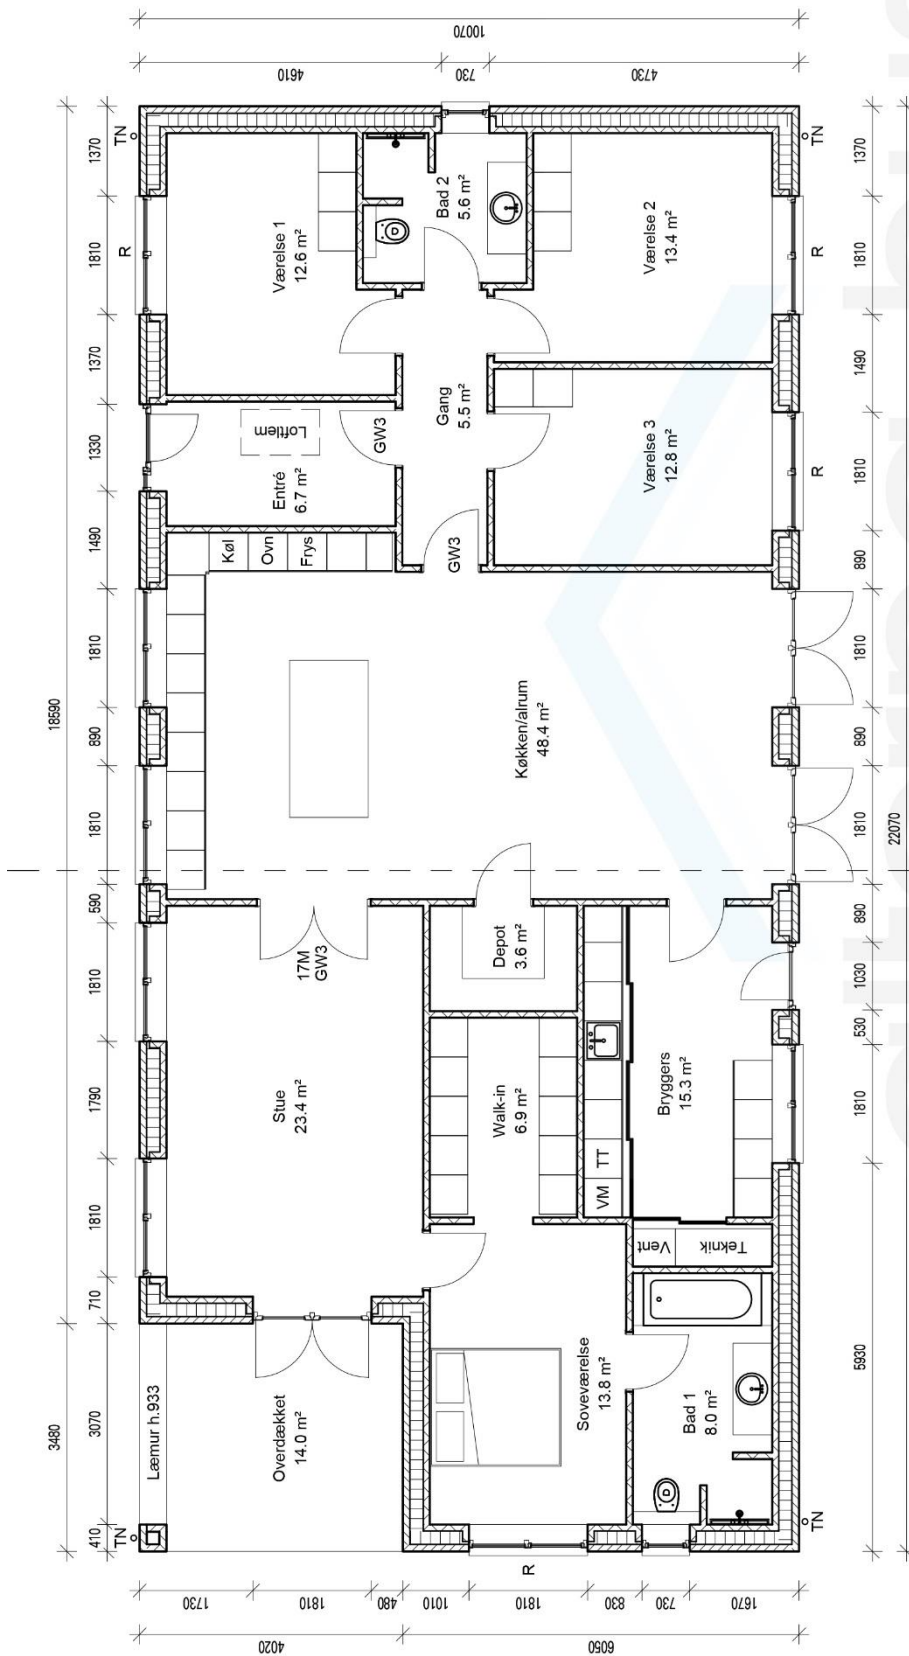 10070
4610
730
4730
18590
3480
1370
1810
1370
1330
1490
1810
890
1810
590
1810
1790
1810
710
3070
410
TN
R
TN
Værelse 1
12.6 m²
Bad 2
5.6 m²
Værelse 2
13.4 m²
TN
R
Entré
6.7 m²
Loftlem
GW3
Gang
5.5 m²
Værelse 3
12.8 m²
R
Køl
Ovn
Frys
GW3
Køkken/alrum
48.4 m²
17M
GW3
Depot
3.6 m²
Stue
23.4 m²
Walk-in
6.9 m²
Bryggers
15.3 m²
VM
TT
Vent
Teknik
Læmur h.933
Overdækket
14.0 m²
Soveværelse
13.8 m²
Bad 1
8.0 m²
R
TN
1370
1810
1490
1810
890
1810
890
1810
890
1030
530
1810
5930
22070
1730
1810
480
1010
1810
830
730
1670
4020
6050